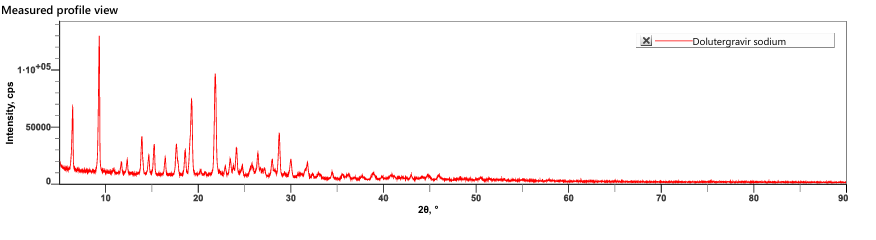 Measured profile view
Dolutergravir sodium
Intensity, cps
1·10+05
50000
0
10 20 30 40 50 60 70 80 90
2θ, °